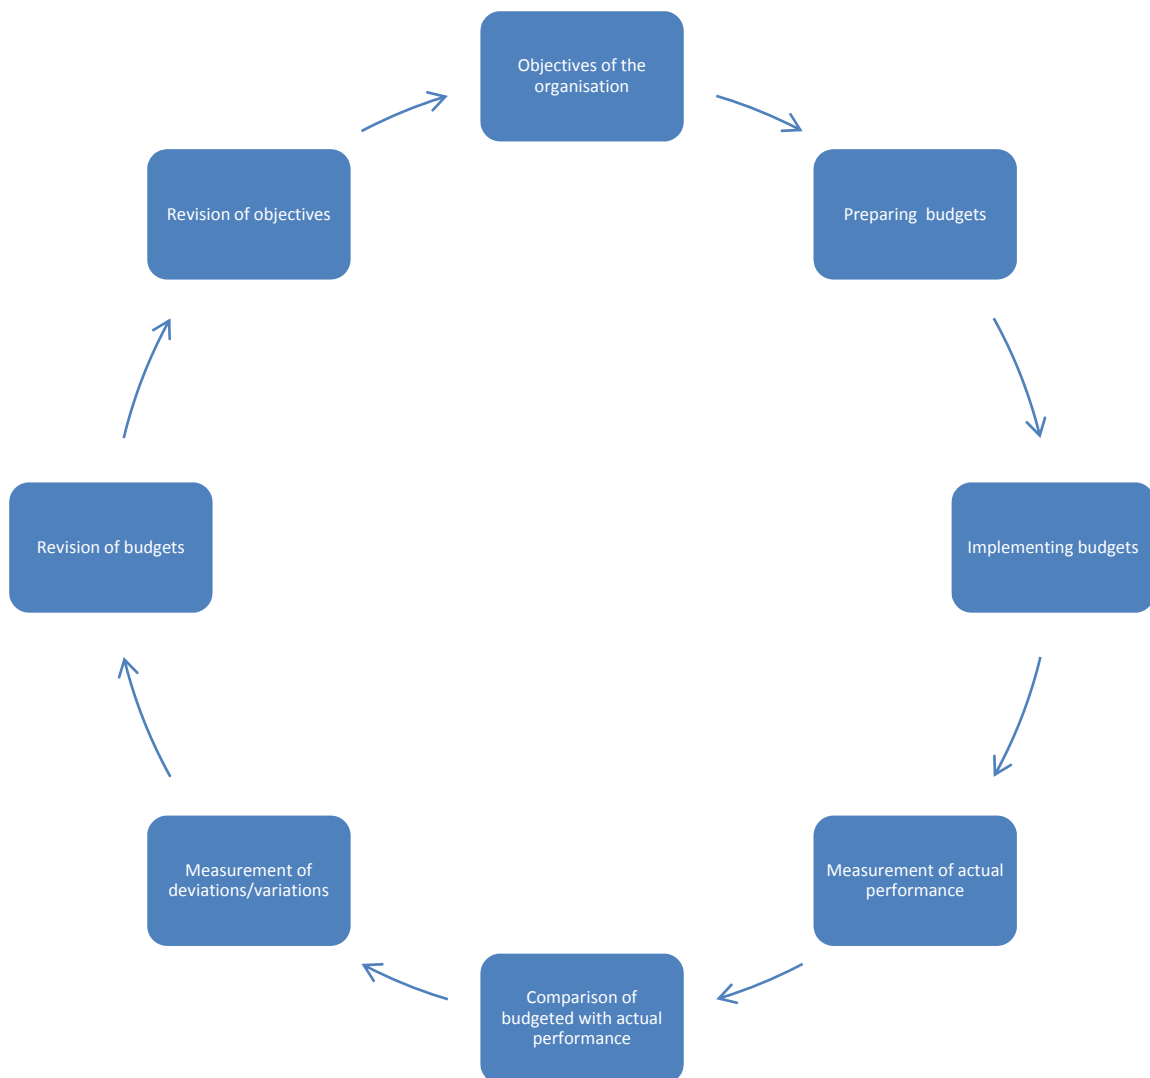 Objectives of the
organisation
Preparing  budgets
Implementing budgets
Measurement of actual
performance
Comparison of
budgeted with actual
performance
Measurement of
deviations/variations
Revision of budgets
Revision of objectives